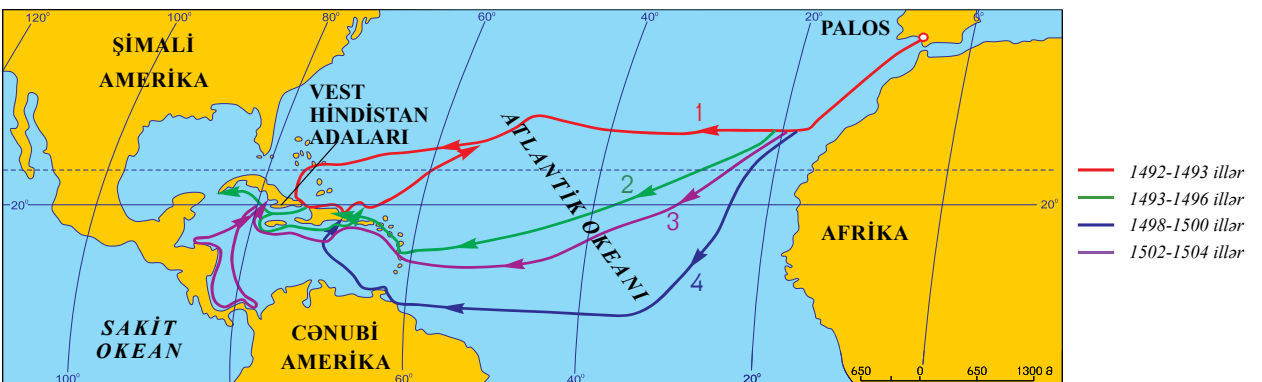 120°
100°
80°
60°
40°
20°
0°
ŞİMALİ
AMERİKA
PALOS
VEST
HİNDİSTAN
ADALARI
ATLANTİK OKEANI
1
2
3
4
20°
20°
AFRİKA
SAKİT
OKEAN
CƏNUBİ
AMERİKA
100°
60°
40°
20°
650
0
650
1300 ə
1492-1493 illər
1493-1496 illər
1498-1500 illər
1502-1504 illər